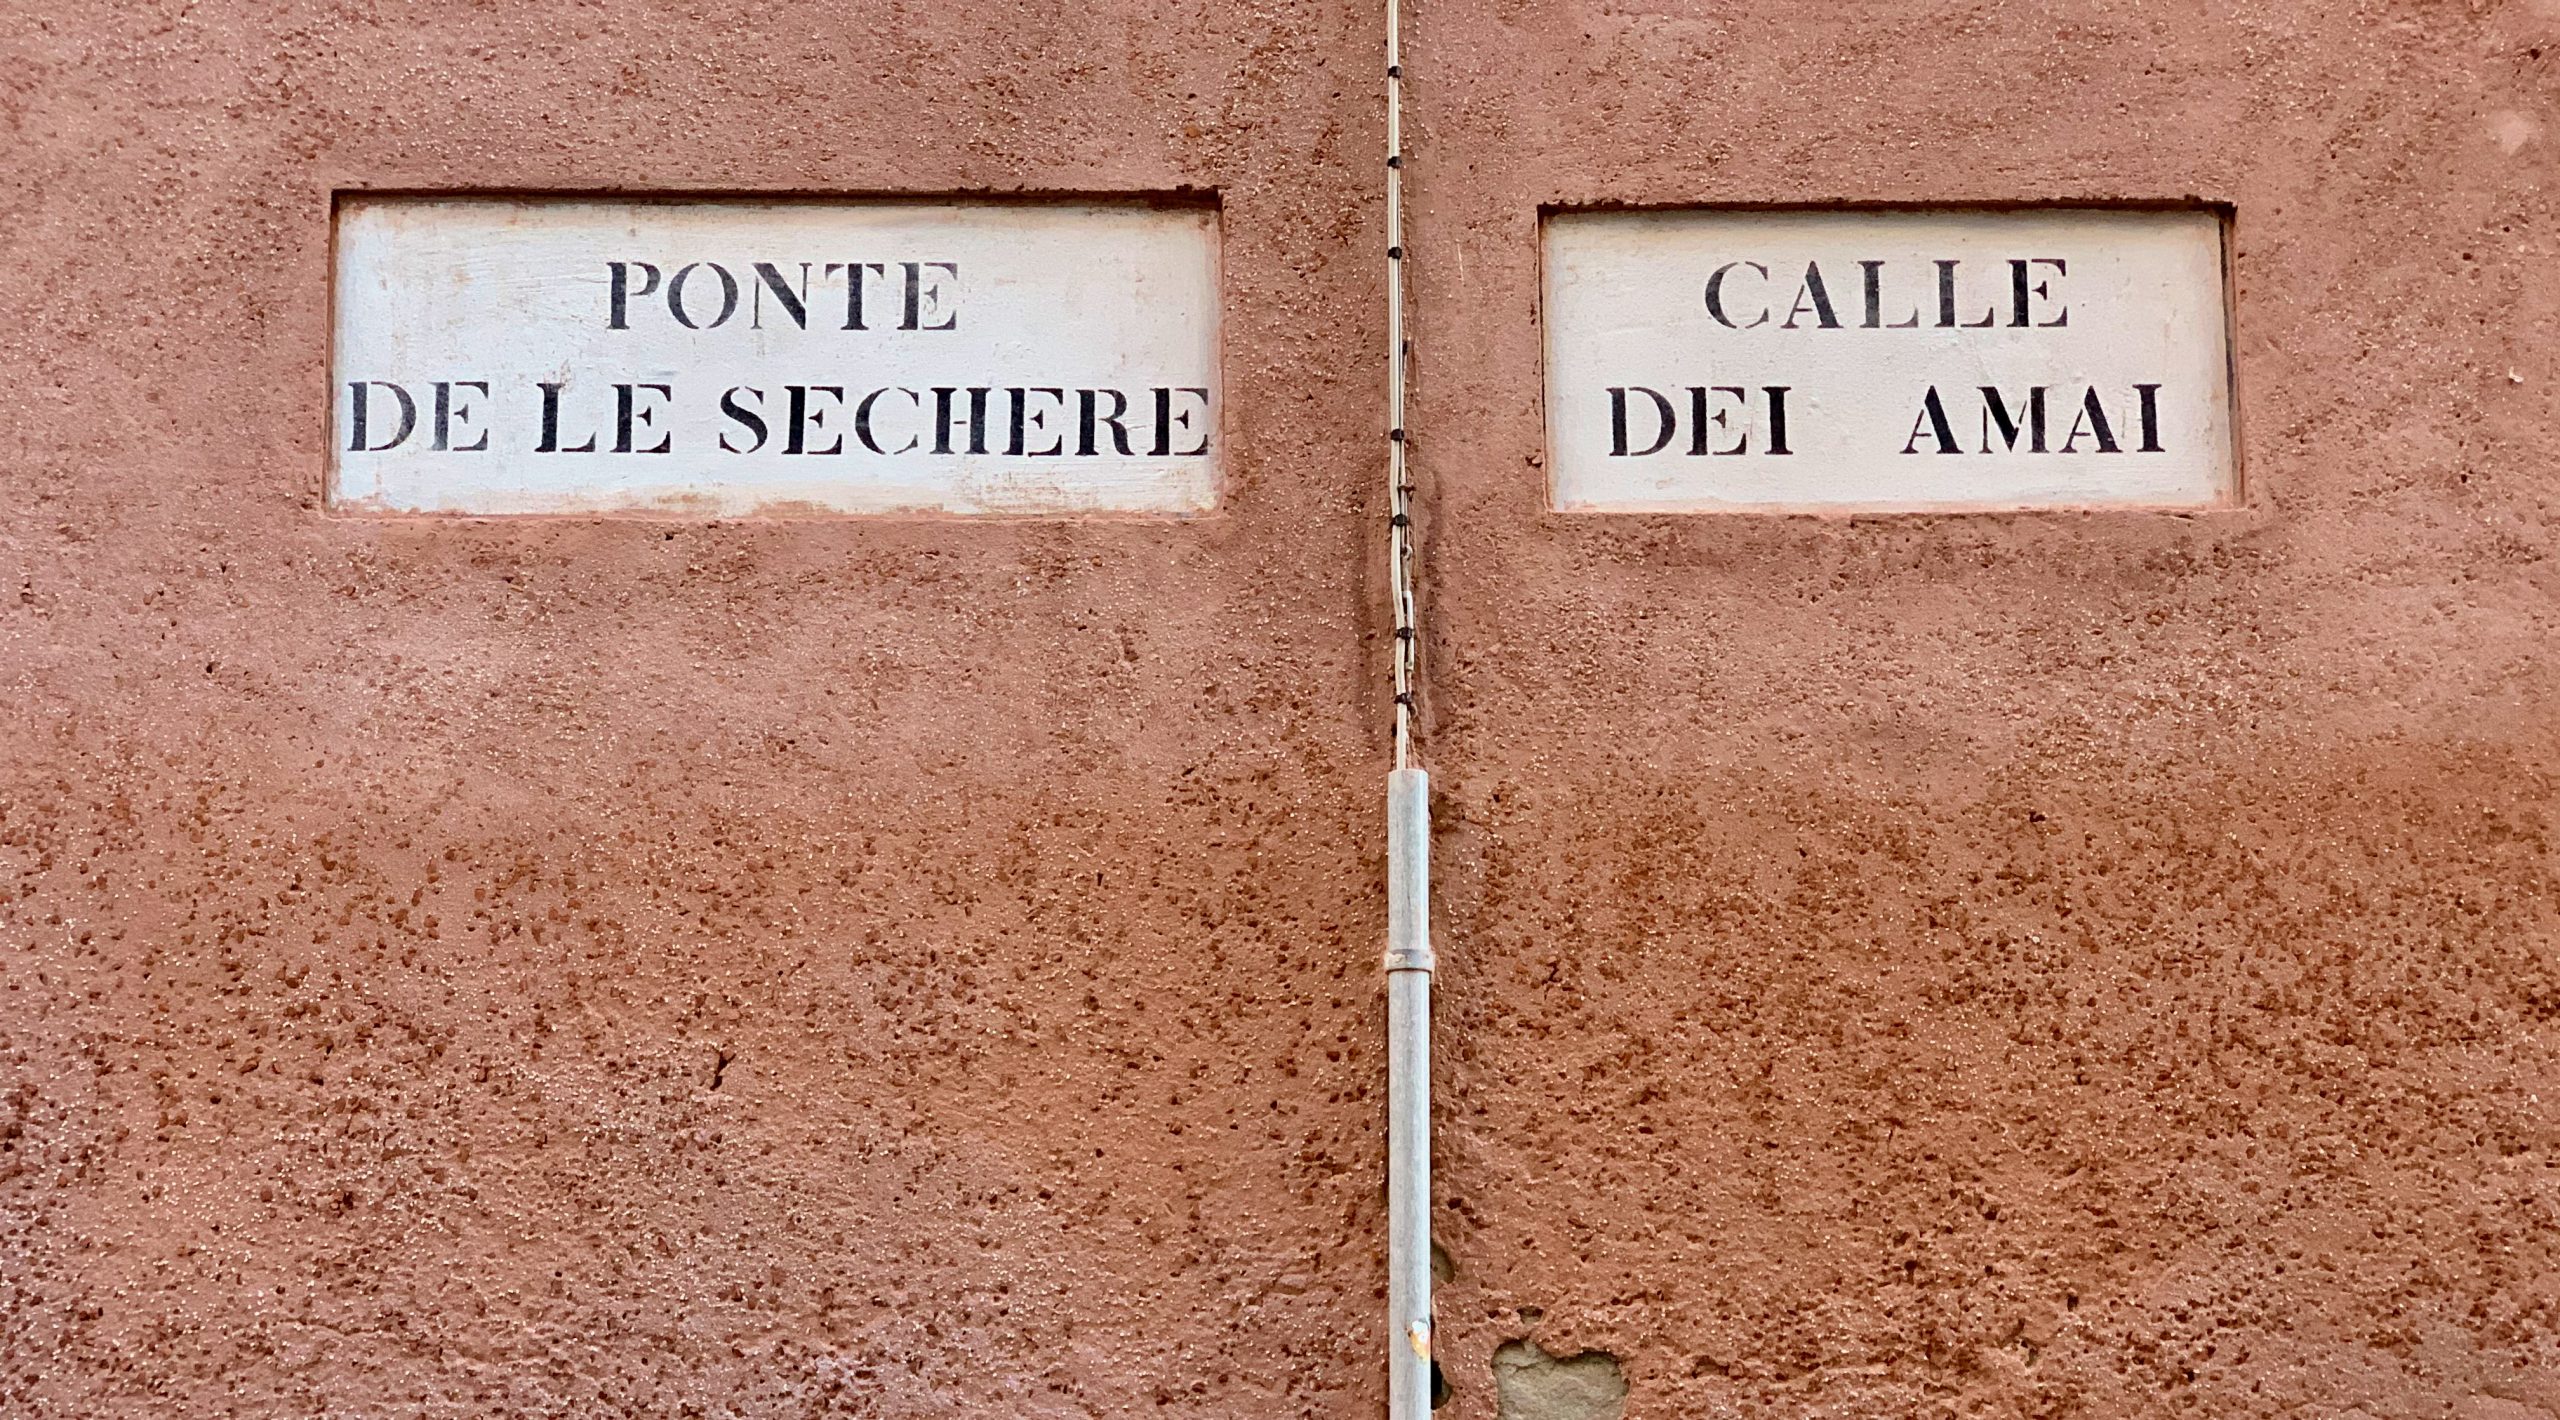 PONTE
DE LE SECHERE
CALLE
DEI AMAI